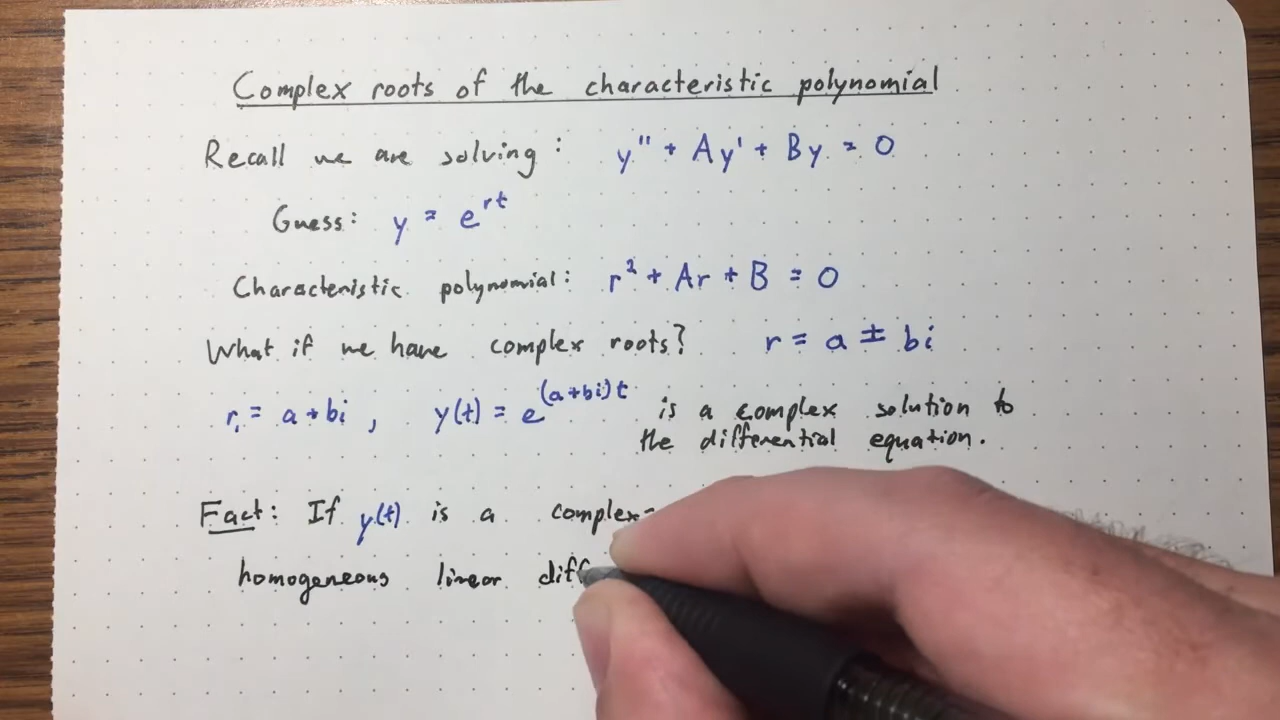 Complex roots of the characteristic polynomial
Recall we are solving: y'' + Ay' + By = 0
Guess: y = e^{rt}
Characteristic polynomial: r² + Ar + B = 0
What if we have complex roots? r = a ± bi
r₁ = a + bi , y(t) = e^{(a+bi)t} is a complex solution to
the differential equation.
Fact: If y(t) is a complex-
homogeneous linear diff